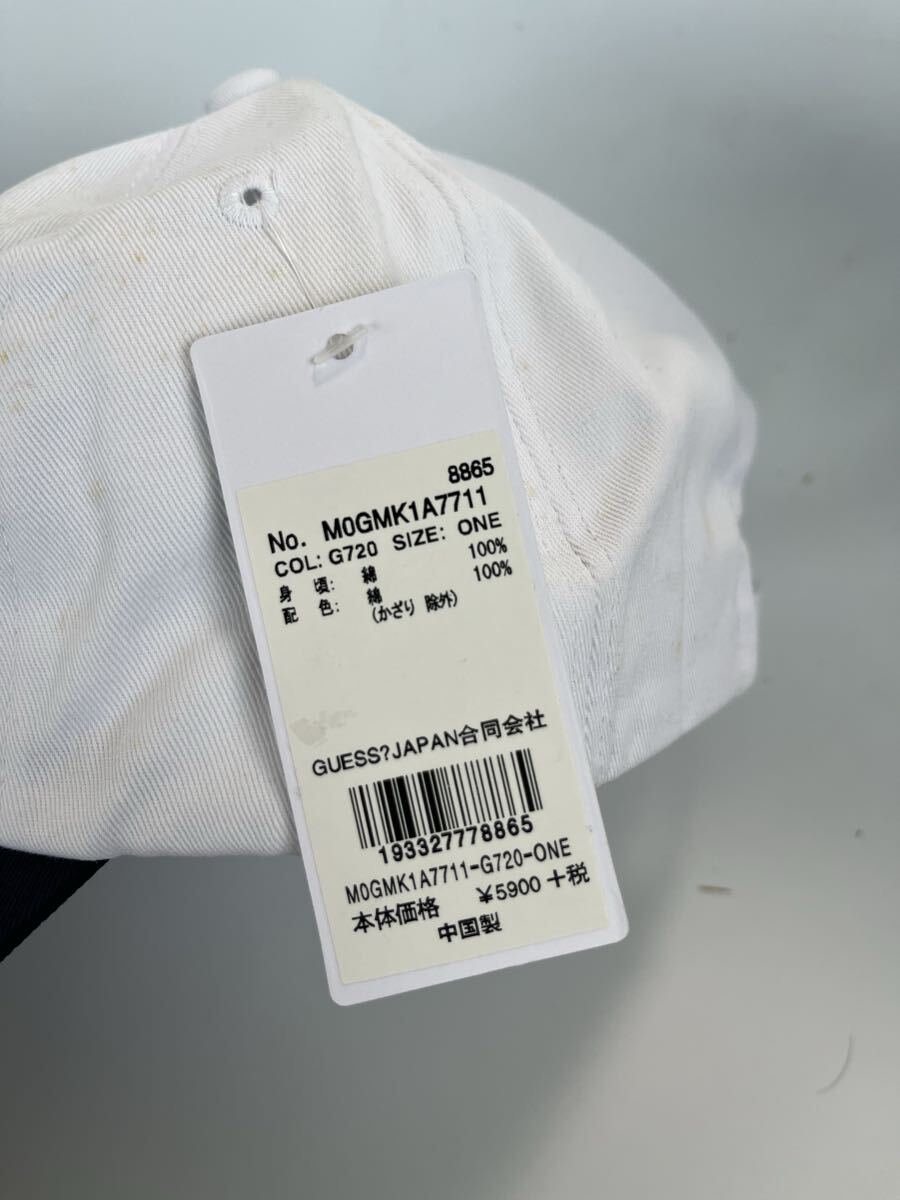 8865
No. M0GMK1A7711
COL: G720 SIZE: ONE
身 頃: 綿 100%
配 色: 綿 100%
(かざり 除外)
GUESS?JAPAN合同会社
193327778865
M0GMK1A7711-G720-ONE
本体価格 ¥5900 +税
中国製